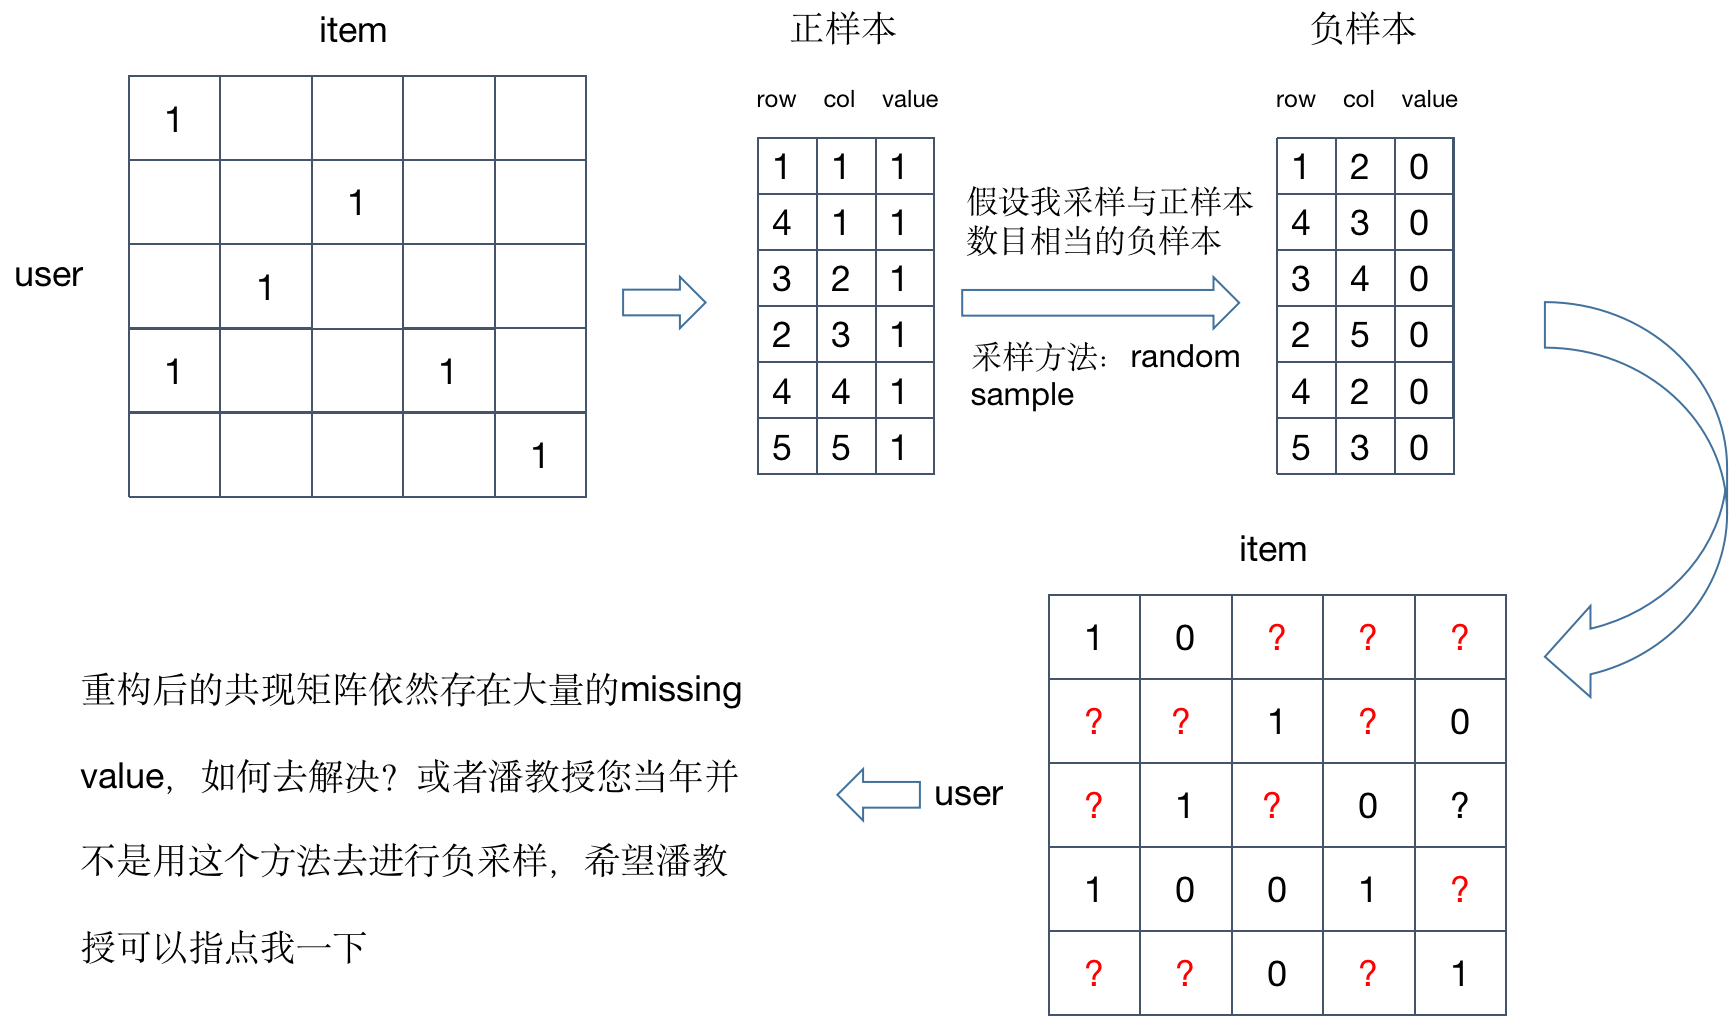 item
user
1
1
1
1 1
1
正样本
row col value
1 1 1
4 1 1
3 2 1
2 3 1
4 4 1
5 5 1
假设我采样与正样本
数目相当的负样本
采样方法：random
sample
负样本
row col value
1 2 0
4 3 0
3 4 0
2 5 0
4 2 0
5 3 0
item
user
1 0 ? ? ?
? ? 1 ? 0
? 1 ? 0 ?
1 0 0 1 ?
? ? 0 ? 1
重构后的共现矩阵依然存在大量的missing
value，如何去解决？或者潘教授您当年并
不是用这个方法去进行负采样，希望潘教
授可以指点我一下